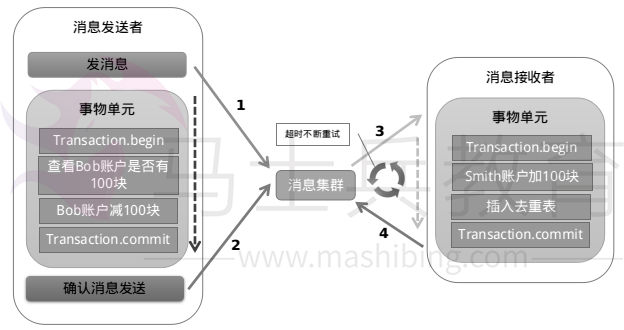 消息发送者
发消息
事物单元
Transaction.begin
查看Bob账户是否有
100块
Bob账户减100块
Transaction.commit
确认消息发送
1
2
超时不断重试
消息集群
3
4
消息接收者
事物单元
Transaction.begin
Smith账户加100块
插入去重表
Transaction.commit
马士兵教育
www.mashibing.com